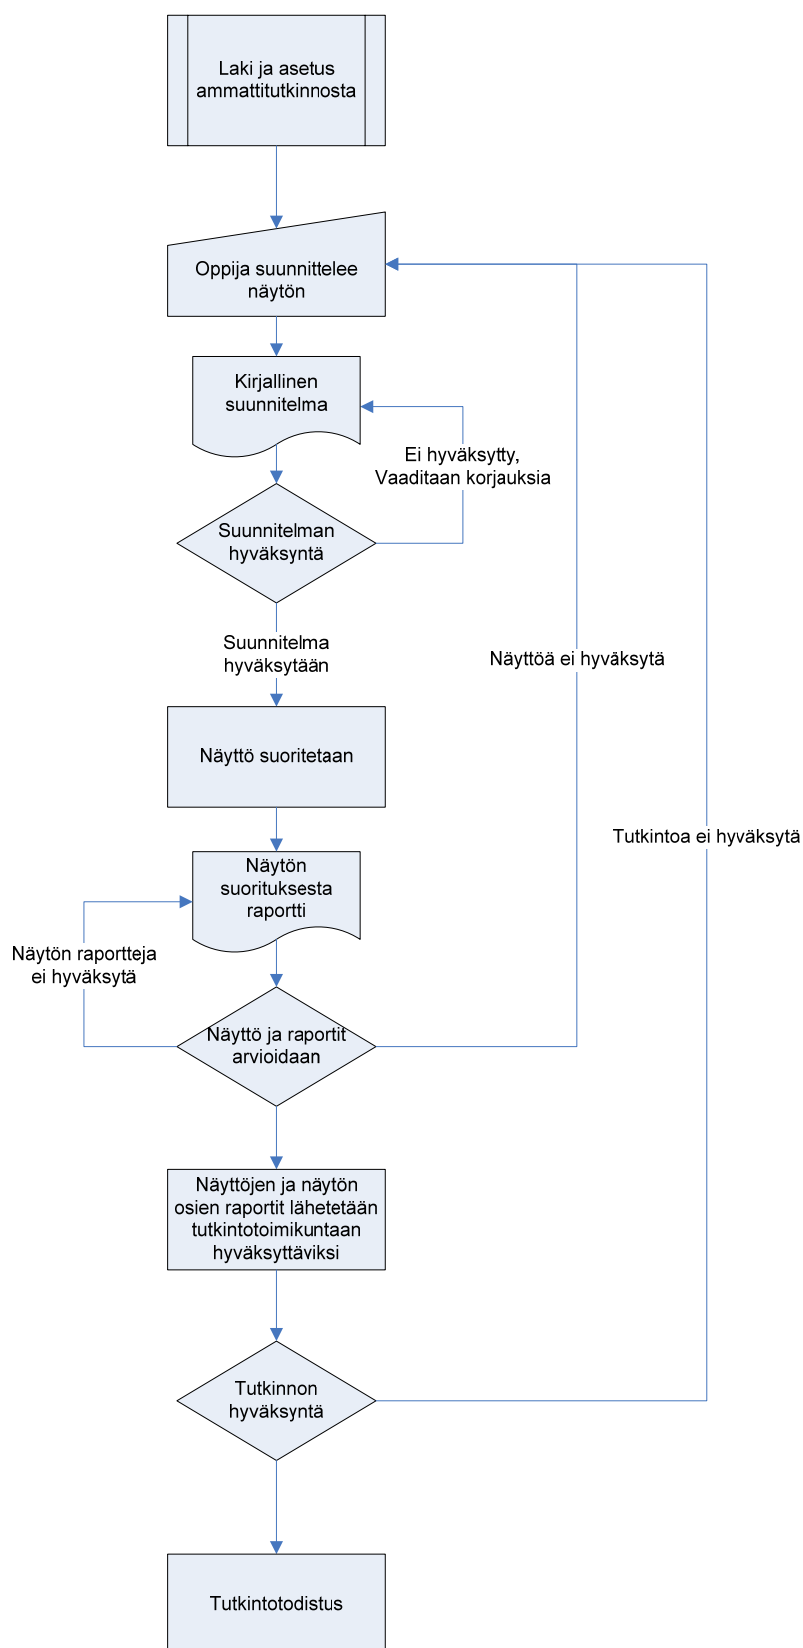 Laki ja asetus
ammattitutkinnosta
Oppija suunnittelee
näytön
Kirjallinen
suunnitelma
Ei hyväksytty,
Vaaditaan korjauksia
Suunnitelman
hyväksyntä
Suunnitelma
hyväksytään
Näyttöä ei hyväksytä
Näyttö suoritetaan
Tutkintoa ei hyväksytä
Näytön
suorituksesta
raportti
Näytön raportteja
ei hyväksytä
Näyttö ja raportit
arvioidaan
Näyttöjen ja näytön
osien raportit lähetetään
tutkintotoimikuntaan
hyväksyttäviksi
Tutkinnon
hyväksyntä
Tutkintotodistus